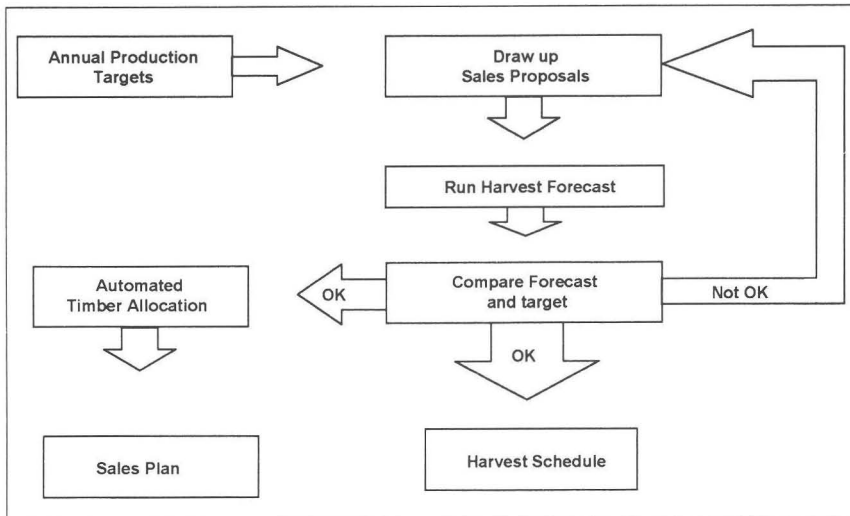 Annual Production
Targets
Draw up
Sales Proposals
Run Harvest Forecast
Automated
Timber Allocation
OK
Compare Forecast
and target
Not OK
OK
Sales Plan
Harvest Schedule